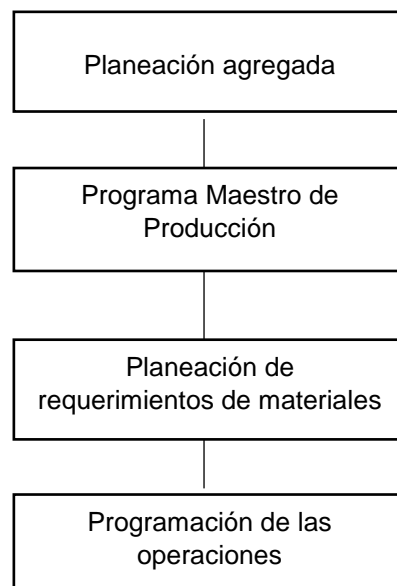 Planeación agregada
Programa Maestro de
Producción
Planeación de
requerimientos de materiales
Programación de las
operaciones